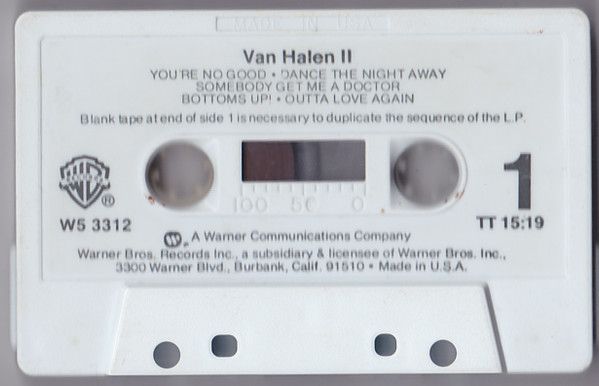 MADE IN USA
Van Halen II
YOU'RE NO GOOD • DANCE THE NIGHT AWAY
SOMEBODY GET ME A DOCTOR
BOTTOMS UP! • OUTTA LOVE AGAIN
Blank tape at end of side 1 is necessary to duplicate the sequence of the L.P.
WB ®
W5 3312
100 50 0
1
TT 15:19
A Warner Communications Company
Warner Bros. Records Inc., a subsidiary & licensee of Warner Bros. Inc.,
3300 Warner Blvd., Burbank, Calif. 91510 • Made in U.S.A.